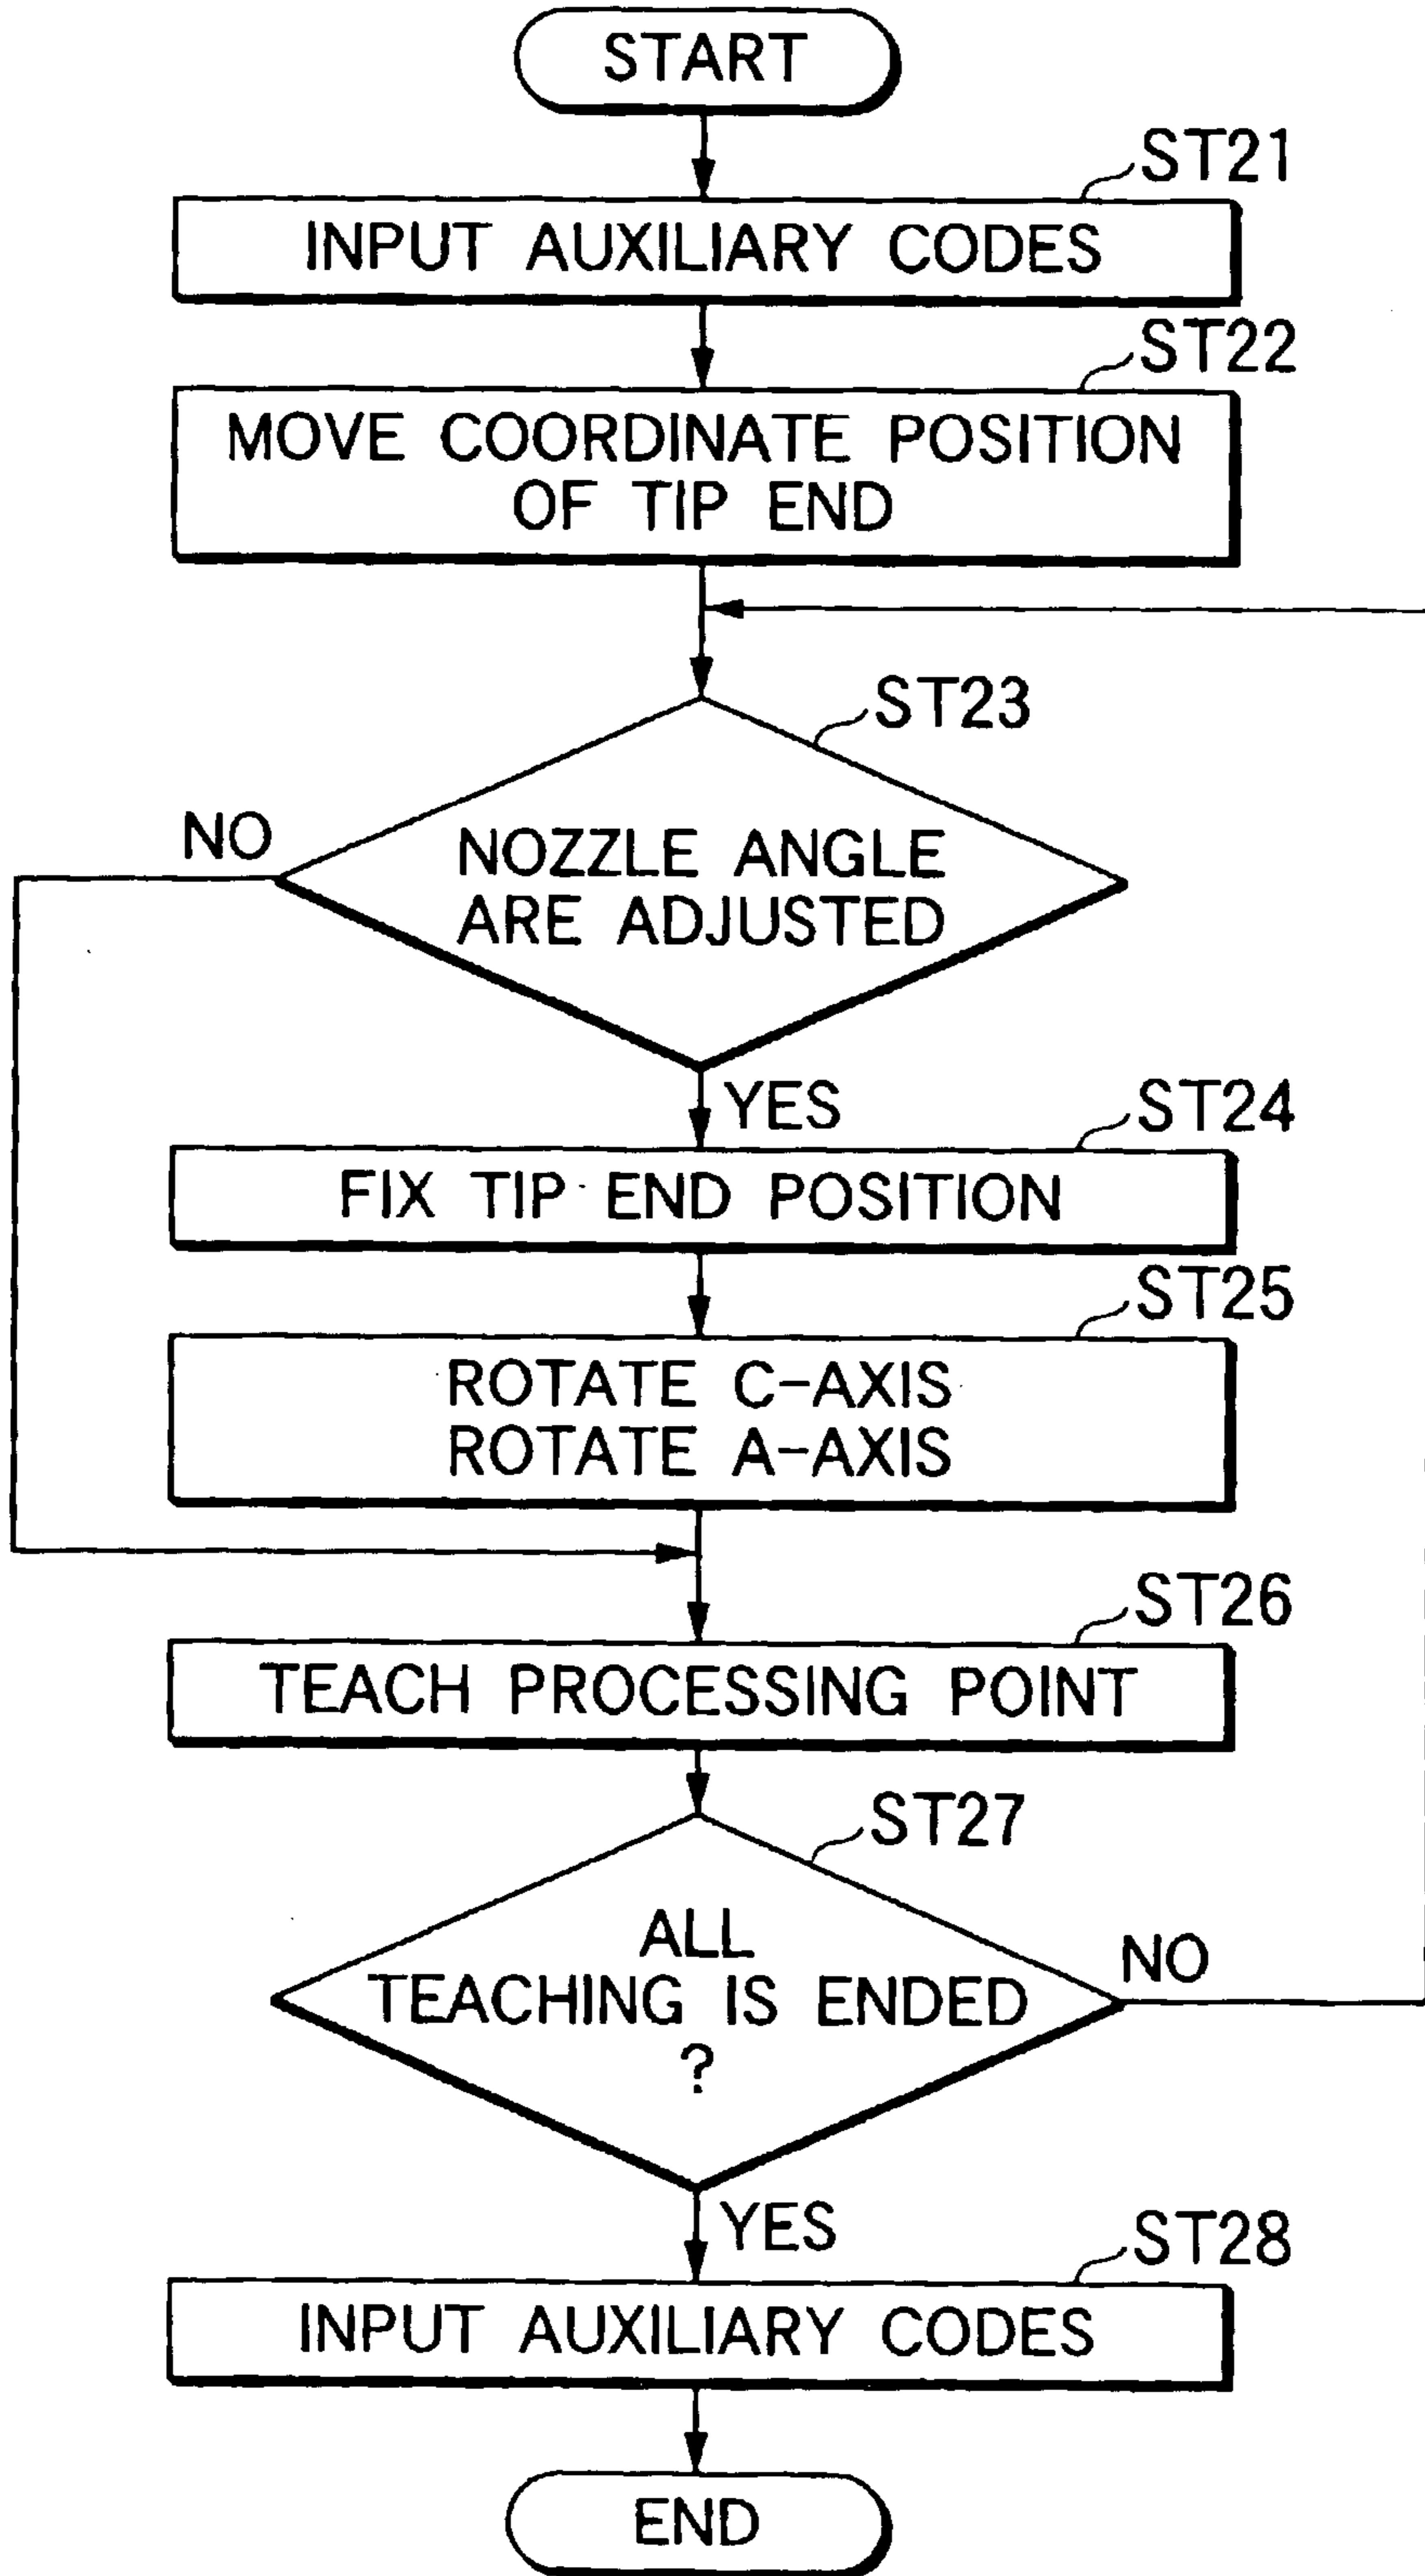 START
ST21
INPUT AUXILIARY CODES
ST22
MOVE COORDINATE POSITION
OF TIP END
ST23
NO
NOZZLE ANGLE
ARE ADJUSTED
YES
ST24
FIX TIP END POSITION
ST25
ROTATE C-AXIS
ROTATE A-AXIS
ST26
TEACH PROCESSING POINT
ST27
ALL
TEACHING IS ENDED
?
NO
YES
ST28
INPUT AUXILIARY CODES
END